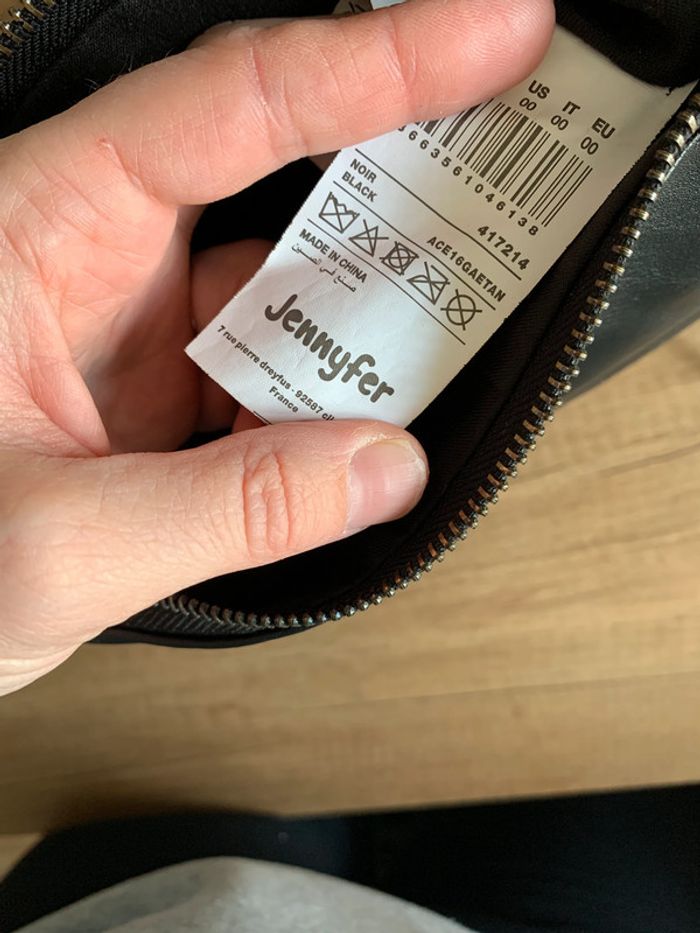 US IT EU
00 00 00
3663561046138
NOIR
BLACK
417214
ACE16GAETAN
MADE IN CHINA
صنع في الصين
Jennyfer
7 rue pierre dreyfus - 92587
France